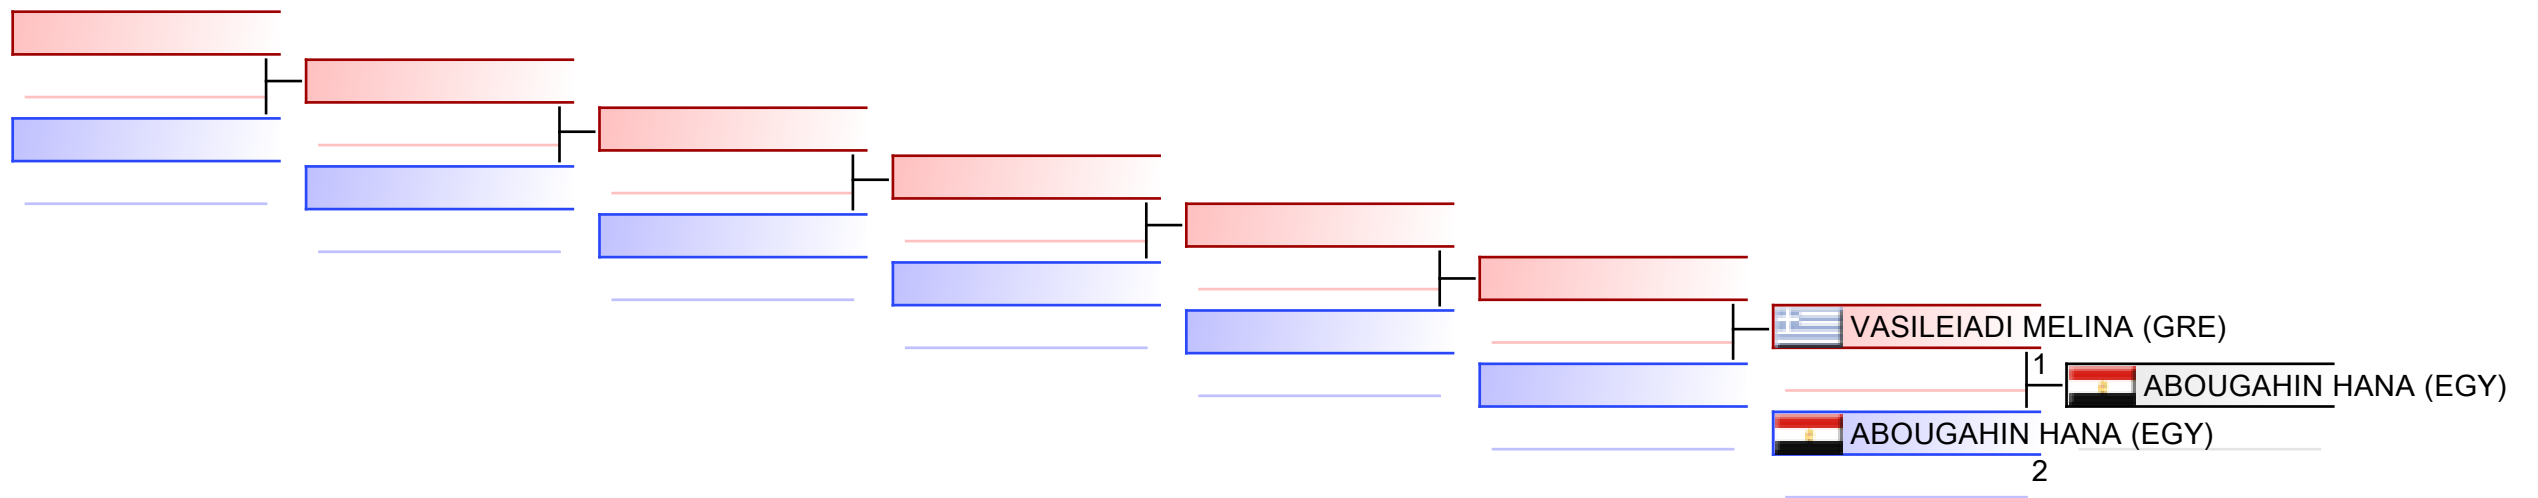 VASILEIADI MELINA (GRE)
1
ABOUGAHIN HANA (EGY)
ABOUGAHIN HANA (EGY)
2